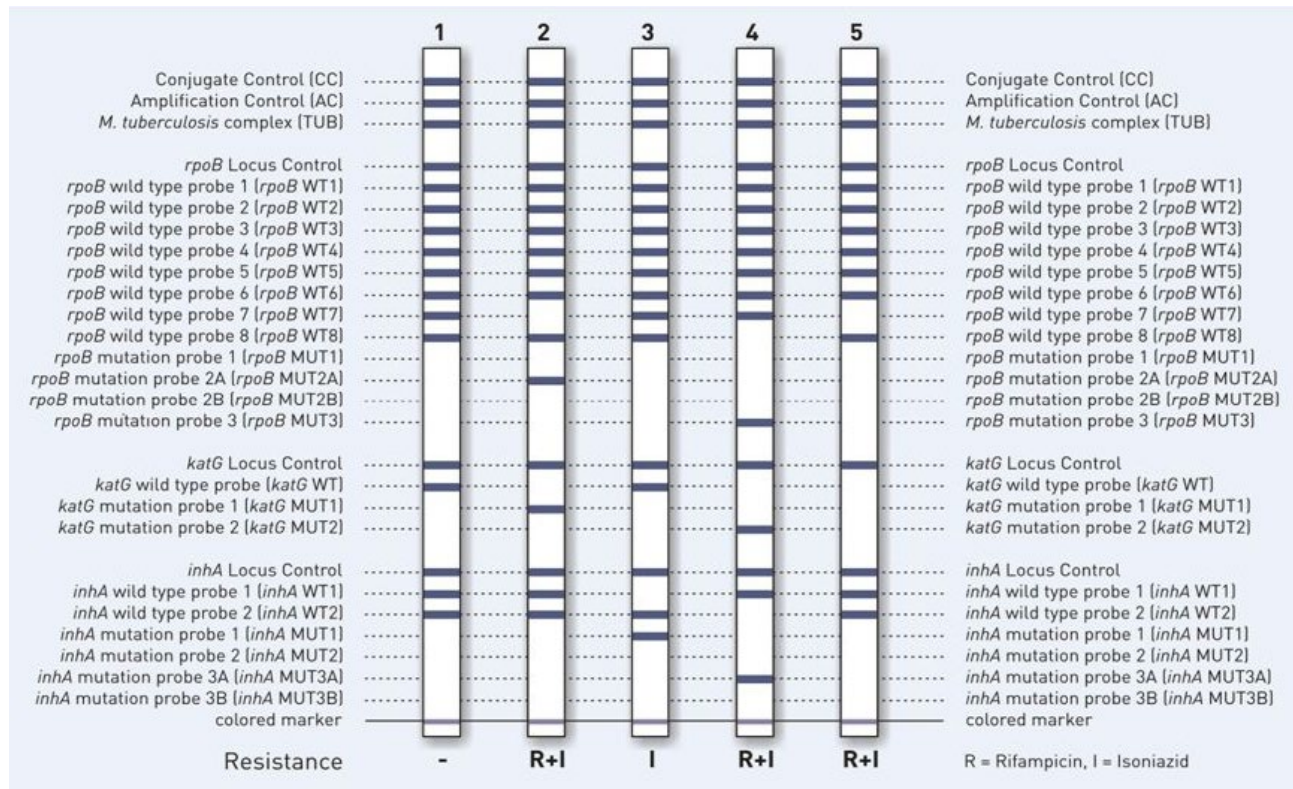 1 2 3 4 5
Conjugate Control (CC) Conjugate Control (CC)
Amplification Control (AC) Amplification Control (AC)
M. tuberculosis complex (TUB) M. tuberculosis complex (TUB)
rpoB Locus Control rpoB Locus Control
rpoB wild type probe 1 (rpoB WT1) rpoB wild type probe 1 (rpoB WT1)
rpoB wild type probe 2 (rpoB WT2) rpoB wild type probe 2 (rpoB WT2)
rpoB wild type probe 3 (rpoB WT3) rpoB wild type probe 3 (rpoB WT3)
rpoB wild type probe 4 (rpoB WT4) rpoB wild type probe 4 (rpoB WT4)
rpoB wild type probe 5 (rpoB WT5) rpoB wild type probe 5 (rpoB WT5)
rpoB wild type probe 6 (rpoB WT6) rpoB wild type probe 6 (rpoB WT6)
rpoB wild type probe 7 (rpoB WT7) rpoB wild type probe 7 (rpoB WT7)
rpoB wild type probe 8 (rpoB WT8) rpoB wild type probe 8 (rpoB WT8)
rpoB mutation probe 1 (rpoB MUT1) rpoB mutation probe 1 (rpoB MUT1)
rpoB mutation probe 2A (rpoB MUT2A) rpoB mutation probe 2A (rpoB MUT2A)
rpoB mutation probe 2B (rpoB MUT2B) rpoB mutation probe 2B (rpoB MUT2B)
rpoB mutation probe 3 (rpoB MUT3) rpoB mutation probe 3 (rpoB MUT3)
katG Locus Control katG Locus Control
katG wild type probe (katG WT) katG wild type probe (katG WT)
katG mutation probe 1 (katG MUT1) katG mutation probe 1 (katG MUT1)
katG mutation probe 2 (katG MUT2) katG mutation probe 2 (katG MUT2)
inhA Locus Control inhA Locus Control
inhA wild type probe 1 (inhA WT1) inhA wild type probe 1 (inhA WT1)
inhA wild type probe 2 (inhA WT2) inhA wild type probe 2 (inhA WT2)
inhA mutation probe 1 (inhA MUT1) inhA mutation probe 1 (inhA MUT1)
inhA mutation probe 2 (inhA MUT2) inhA mutation probe 2 (inhA MUT2)
inhA mutation probe 3A (inhA MUT3A) inhA mutation probe 3A (inhA MUT3A)
inhA mutation probe 3B (inhA MUT3B) inhA mutation probe 3B (inhA MUT3B)
colored marker colored marker
Resistance - R+I I R+I R+I R = Rifampicin, I = Isoniazid